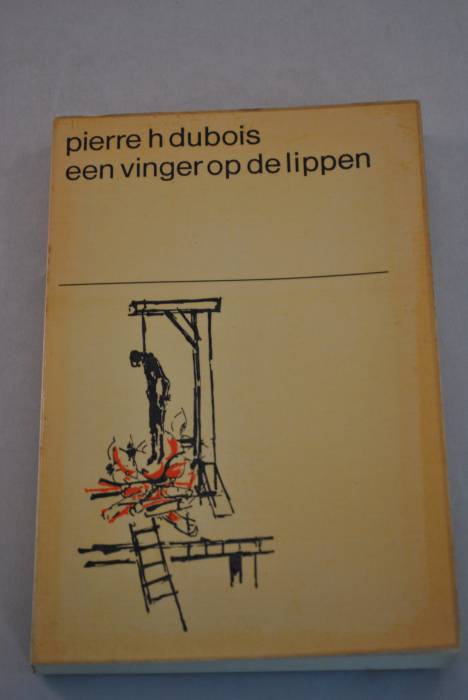 pierre h dubois
een vinger op de lippen